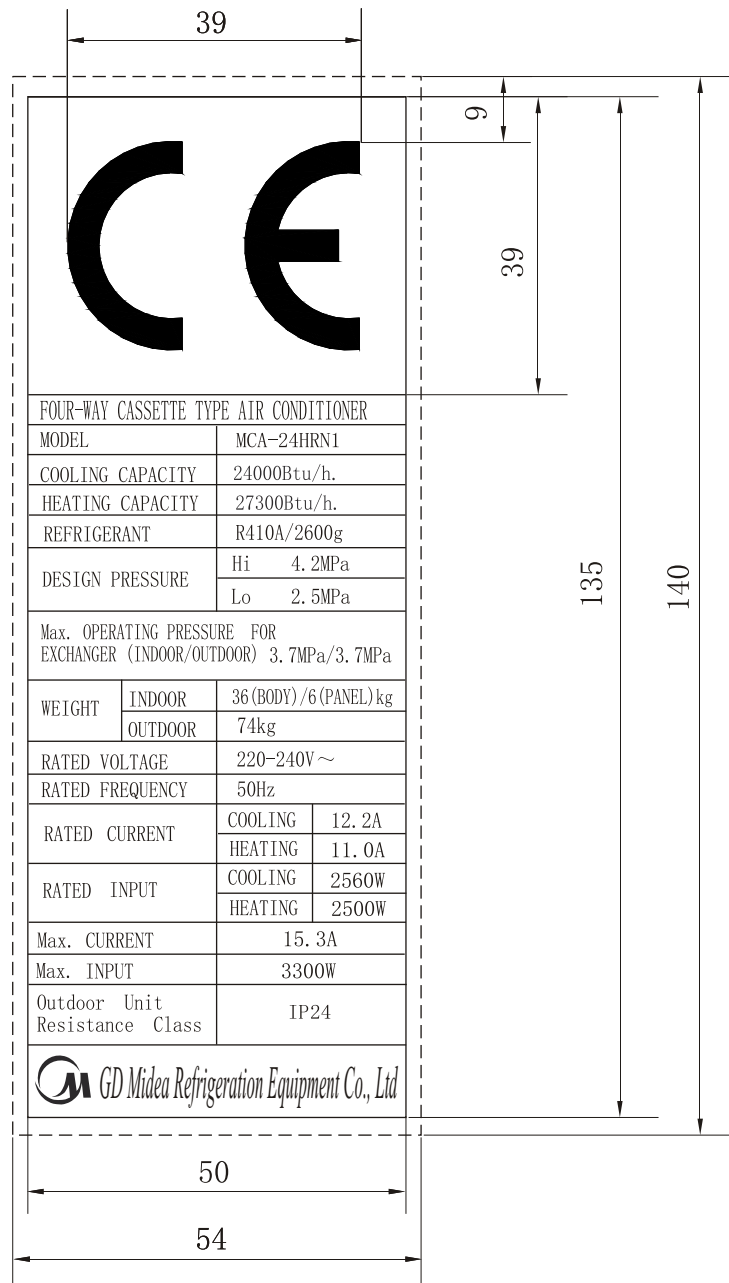 39
9
39
135
140
CE
FOUR-WAY CASSETTE TYPE AIR CONDITIONER
MODEL MCA-24HRN1
COOLING CAPACITY 24000Btu/h.
HEATING CAPACITY 27300Btu/h.
REFRIGERANT R410A/2600g
DESIGN PRESSURE Hi 4.2MPa
Lo 2.5MPa
Max. OPERATING PRESSURE FOR
EXCHANGER (INDOOR/OUTDOOR) 3.7MPa/3.7MPa
WEIGHT INDOOR 36(BODY)/6(PANEL)kg
OUTDOOR 74kg
RATED VOLTAGE 220-240V～
RATED FREQUENCY 50Hz
RATED CURRENT COOLING 12.2A
HEATING 11.0A
RATED INPUT COOLING 2560W
HEATING 2500W
Max. CURRENT 15.3A
Max. INPUT 3300W
Outdoor Unit
Resistance Class IP24
GD Midea Refrigeration Equipment Co., Ltd
50
54